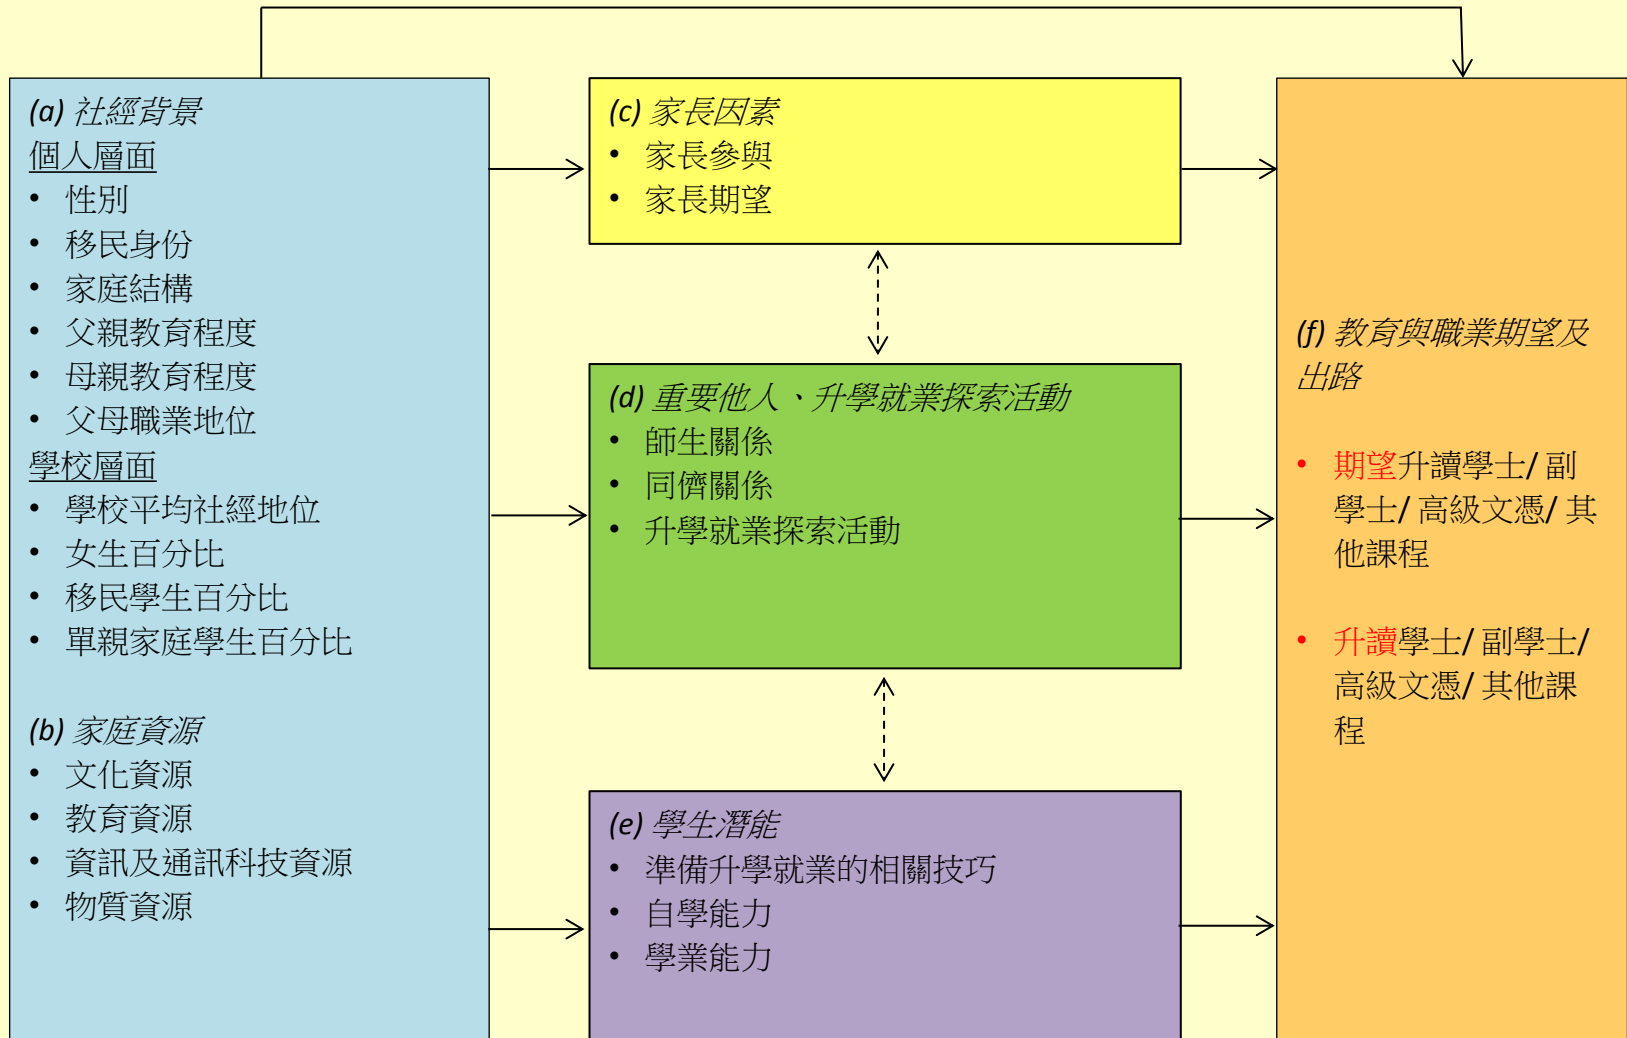 (a) 社經背景
個人層面
• 性別
• 移民身份
• 家庭結構
• 父親教育程度
• 母親教育程度
• 父母職業地位
學校層面
• 學校平均社經地位
• 女生百分比
• 移民學生百分比
• 單親家庭學生百分比
(b) 家庭資源
• 文化資源
• 教育資源
• 資訊及通訊科技資源
• 物質資源
(c) 家長因素
• 家長參與
• 家長期望
(d) 重要他人、升學就業探索活動
• 師生關係
• 同儕關係
• 升學就業探索活動
(e) 學生潛能
• 準備升學就業的相關技巧
• 自學能力
• 學業能力
(f) 教育與職業期望及
出路
• 期望升讀學士/ 副
學士/ 高級文憑/ 其
他課程
• 升讀學士/ 副學士/
高級文憑/ 其他課
程